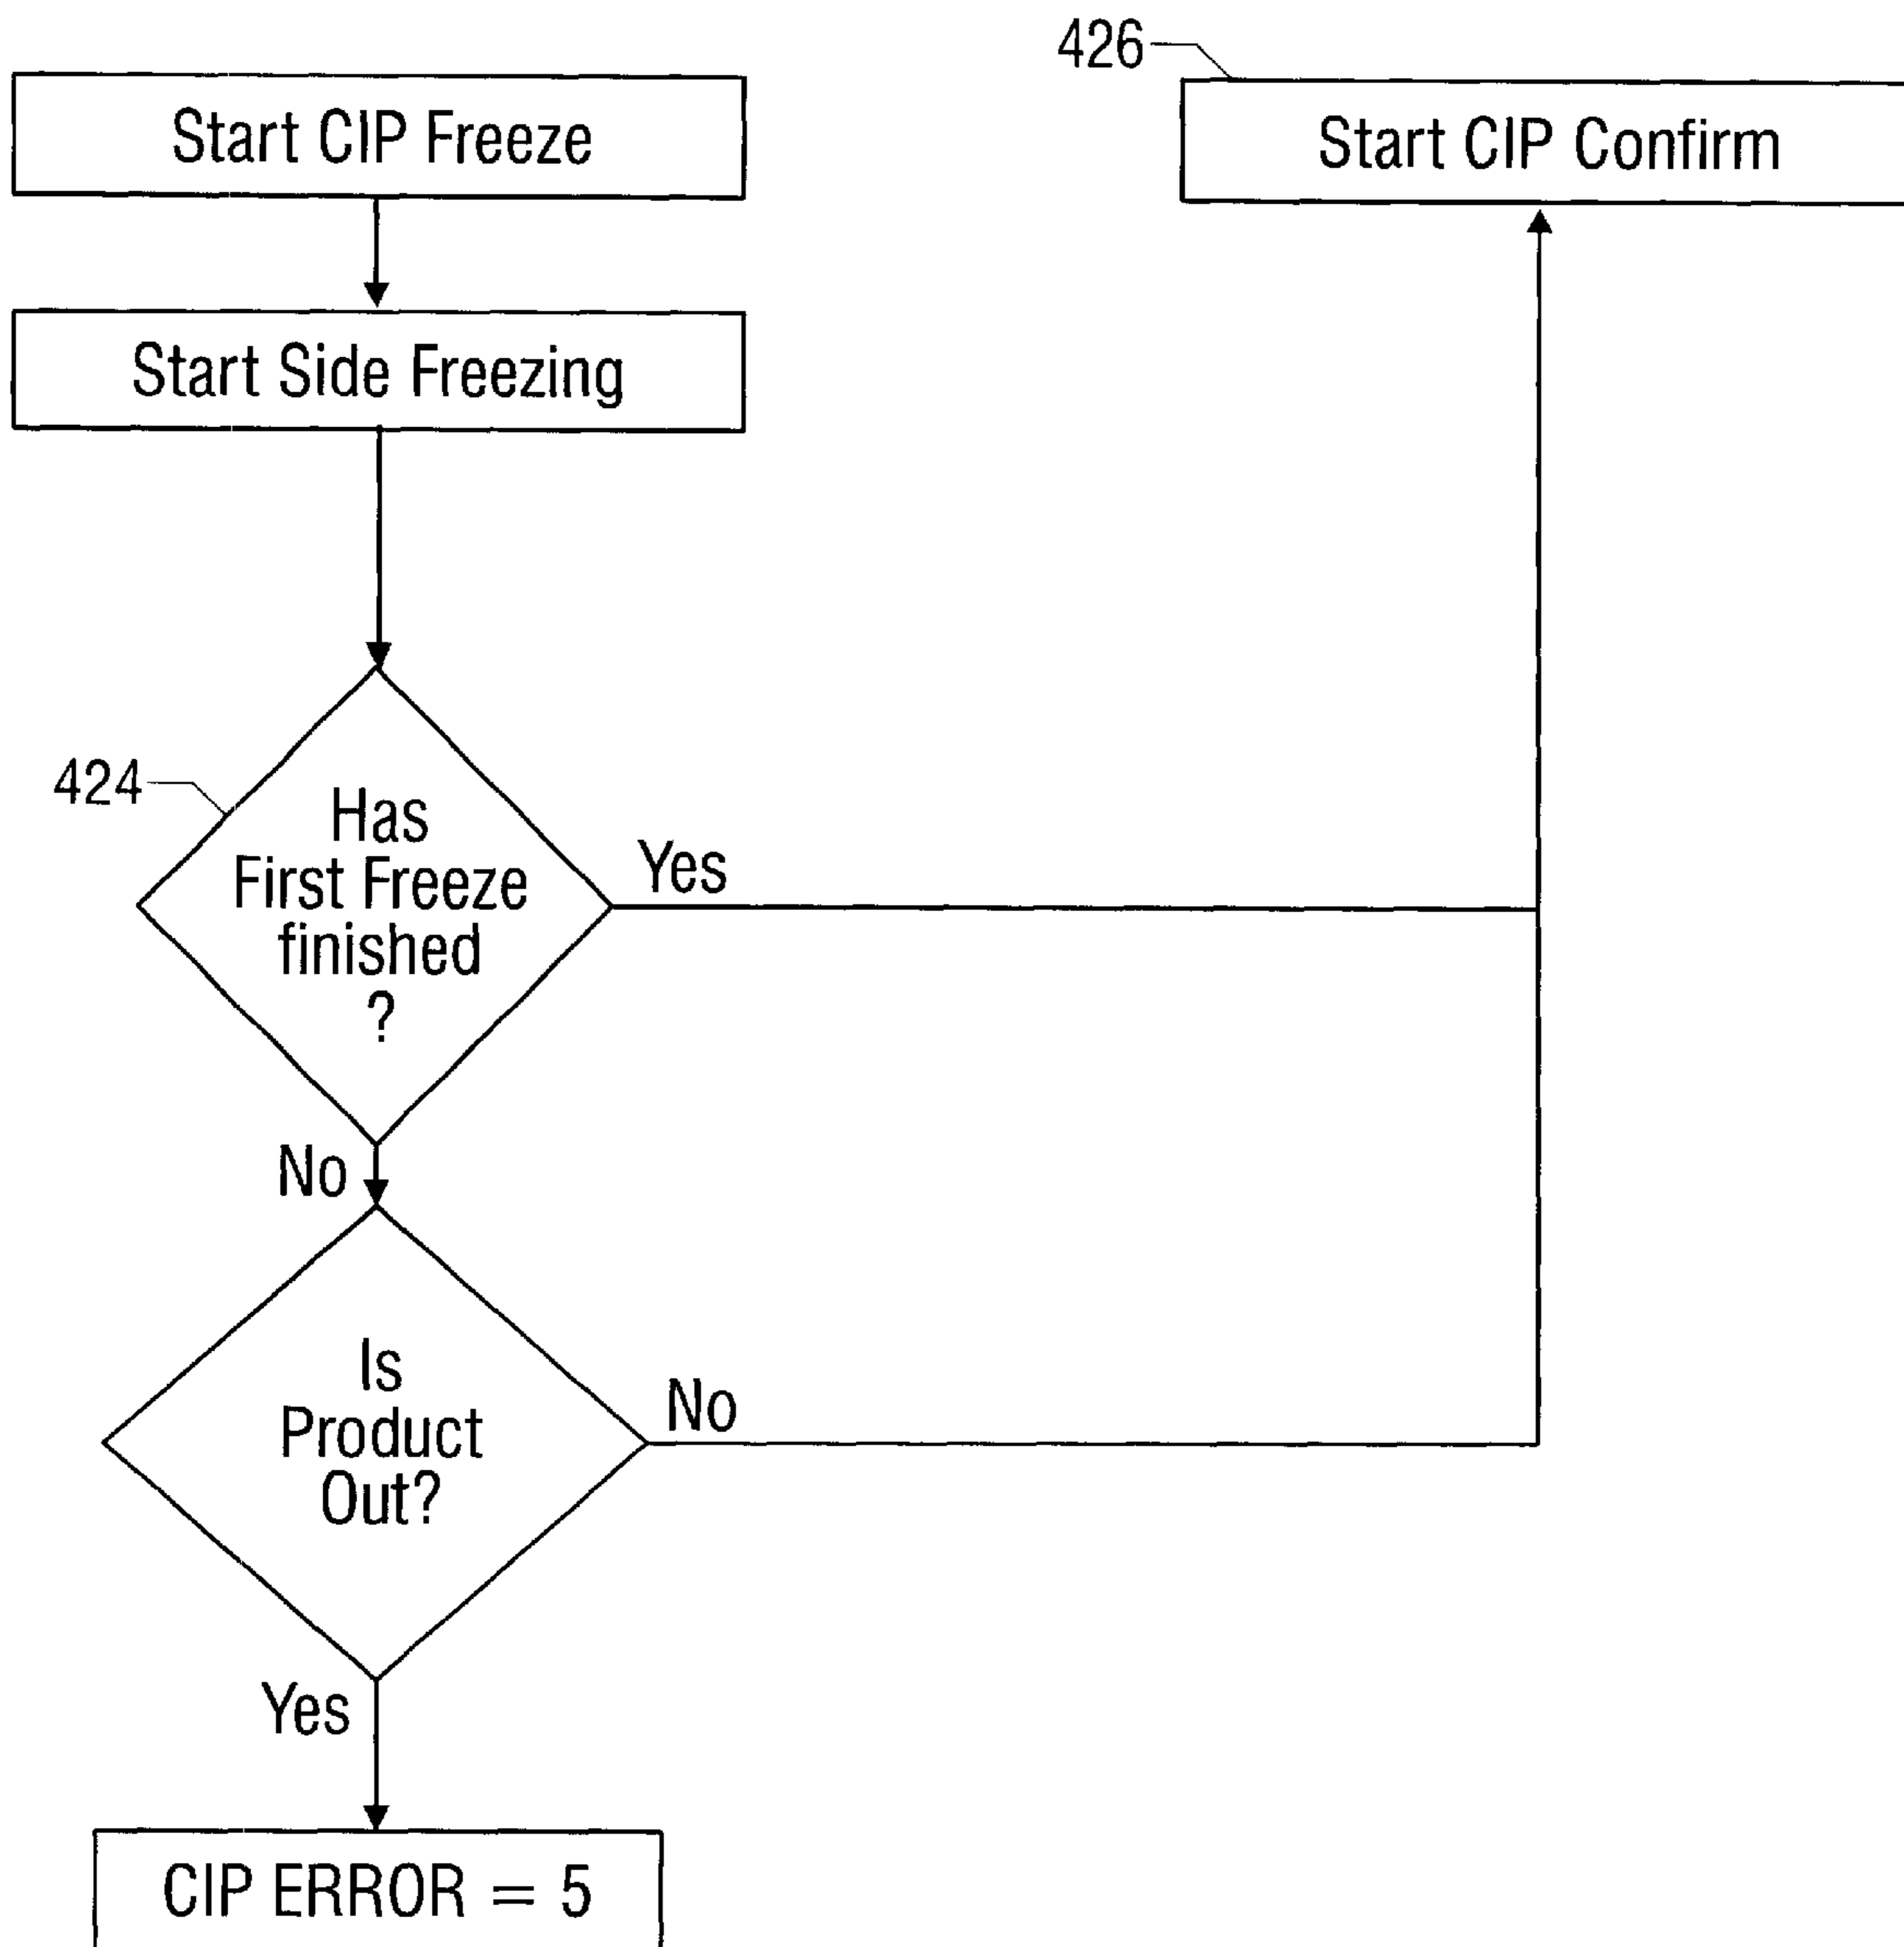 426
Start CIP Freeze
Start CIP Confirm
Start Side Freezing
424
Has
First Freeze
finished
?
Yes
No
Is
Product
Out?
No
Yes
CIP ERROR = 5